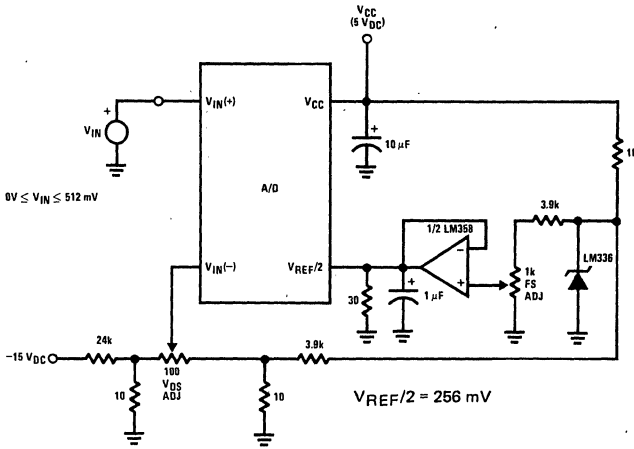 VCC
(5 VDC)
VIN(+)
VCC
+
VIN
+
10 µF
A/D
0V ≤ VIN ≤ 512 mV
3.9k
1/2 LM358
LM336
VIN(−)
VREF/2
−
+
1k
FS
ADJ
30
+
1 µF
24k
3.9k
−15 VDC
100
VOS
ADJ
10
10
VREF/2 = 256 mV